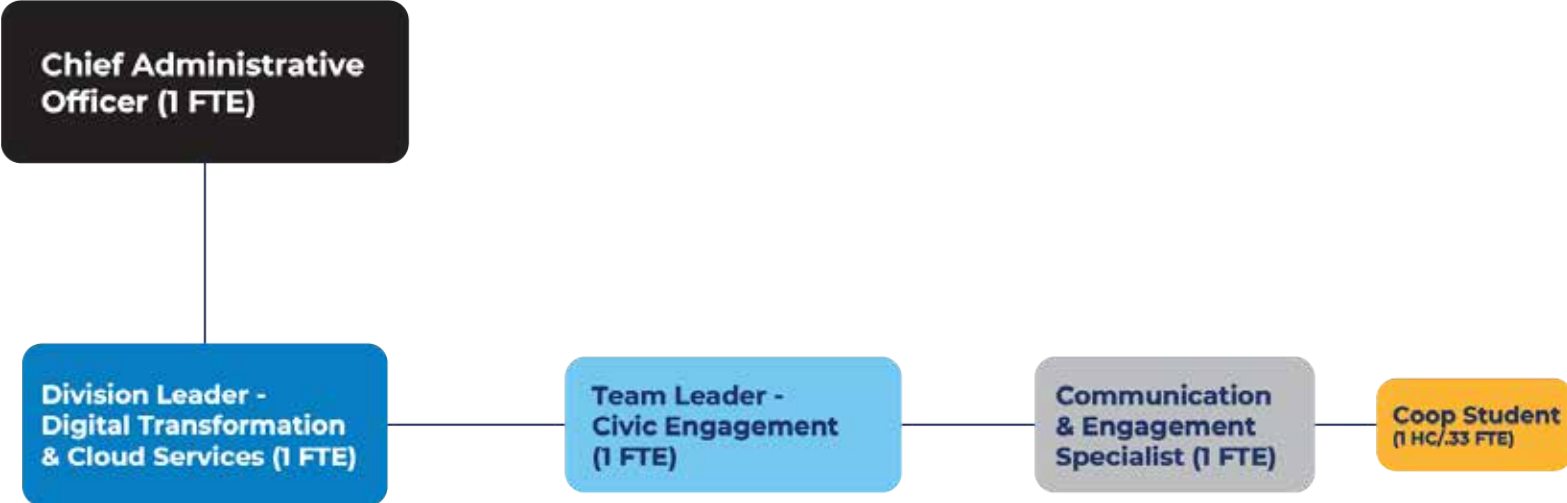 Chief Administrative
Officer (1 FTE)
Division Leader -
Digital Transformation
& Cloud Services (1 FTE)
Team Leader -
Civic Engagement
(1 FTE)
Communication
& Engagement
Specialist (1 FTE)
Coop Student
(1 HC/.33 FTE)